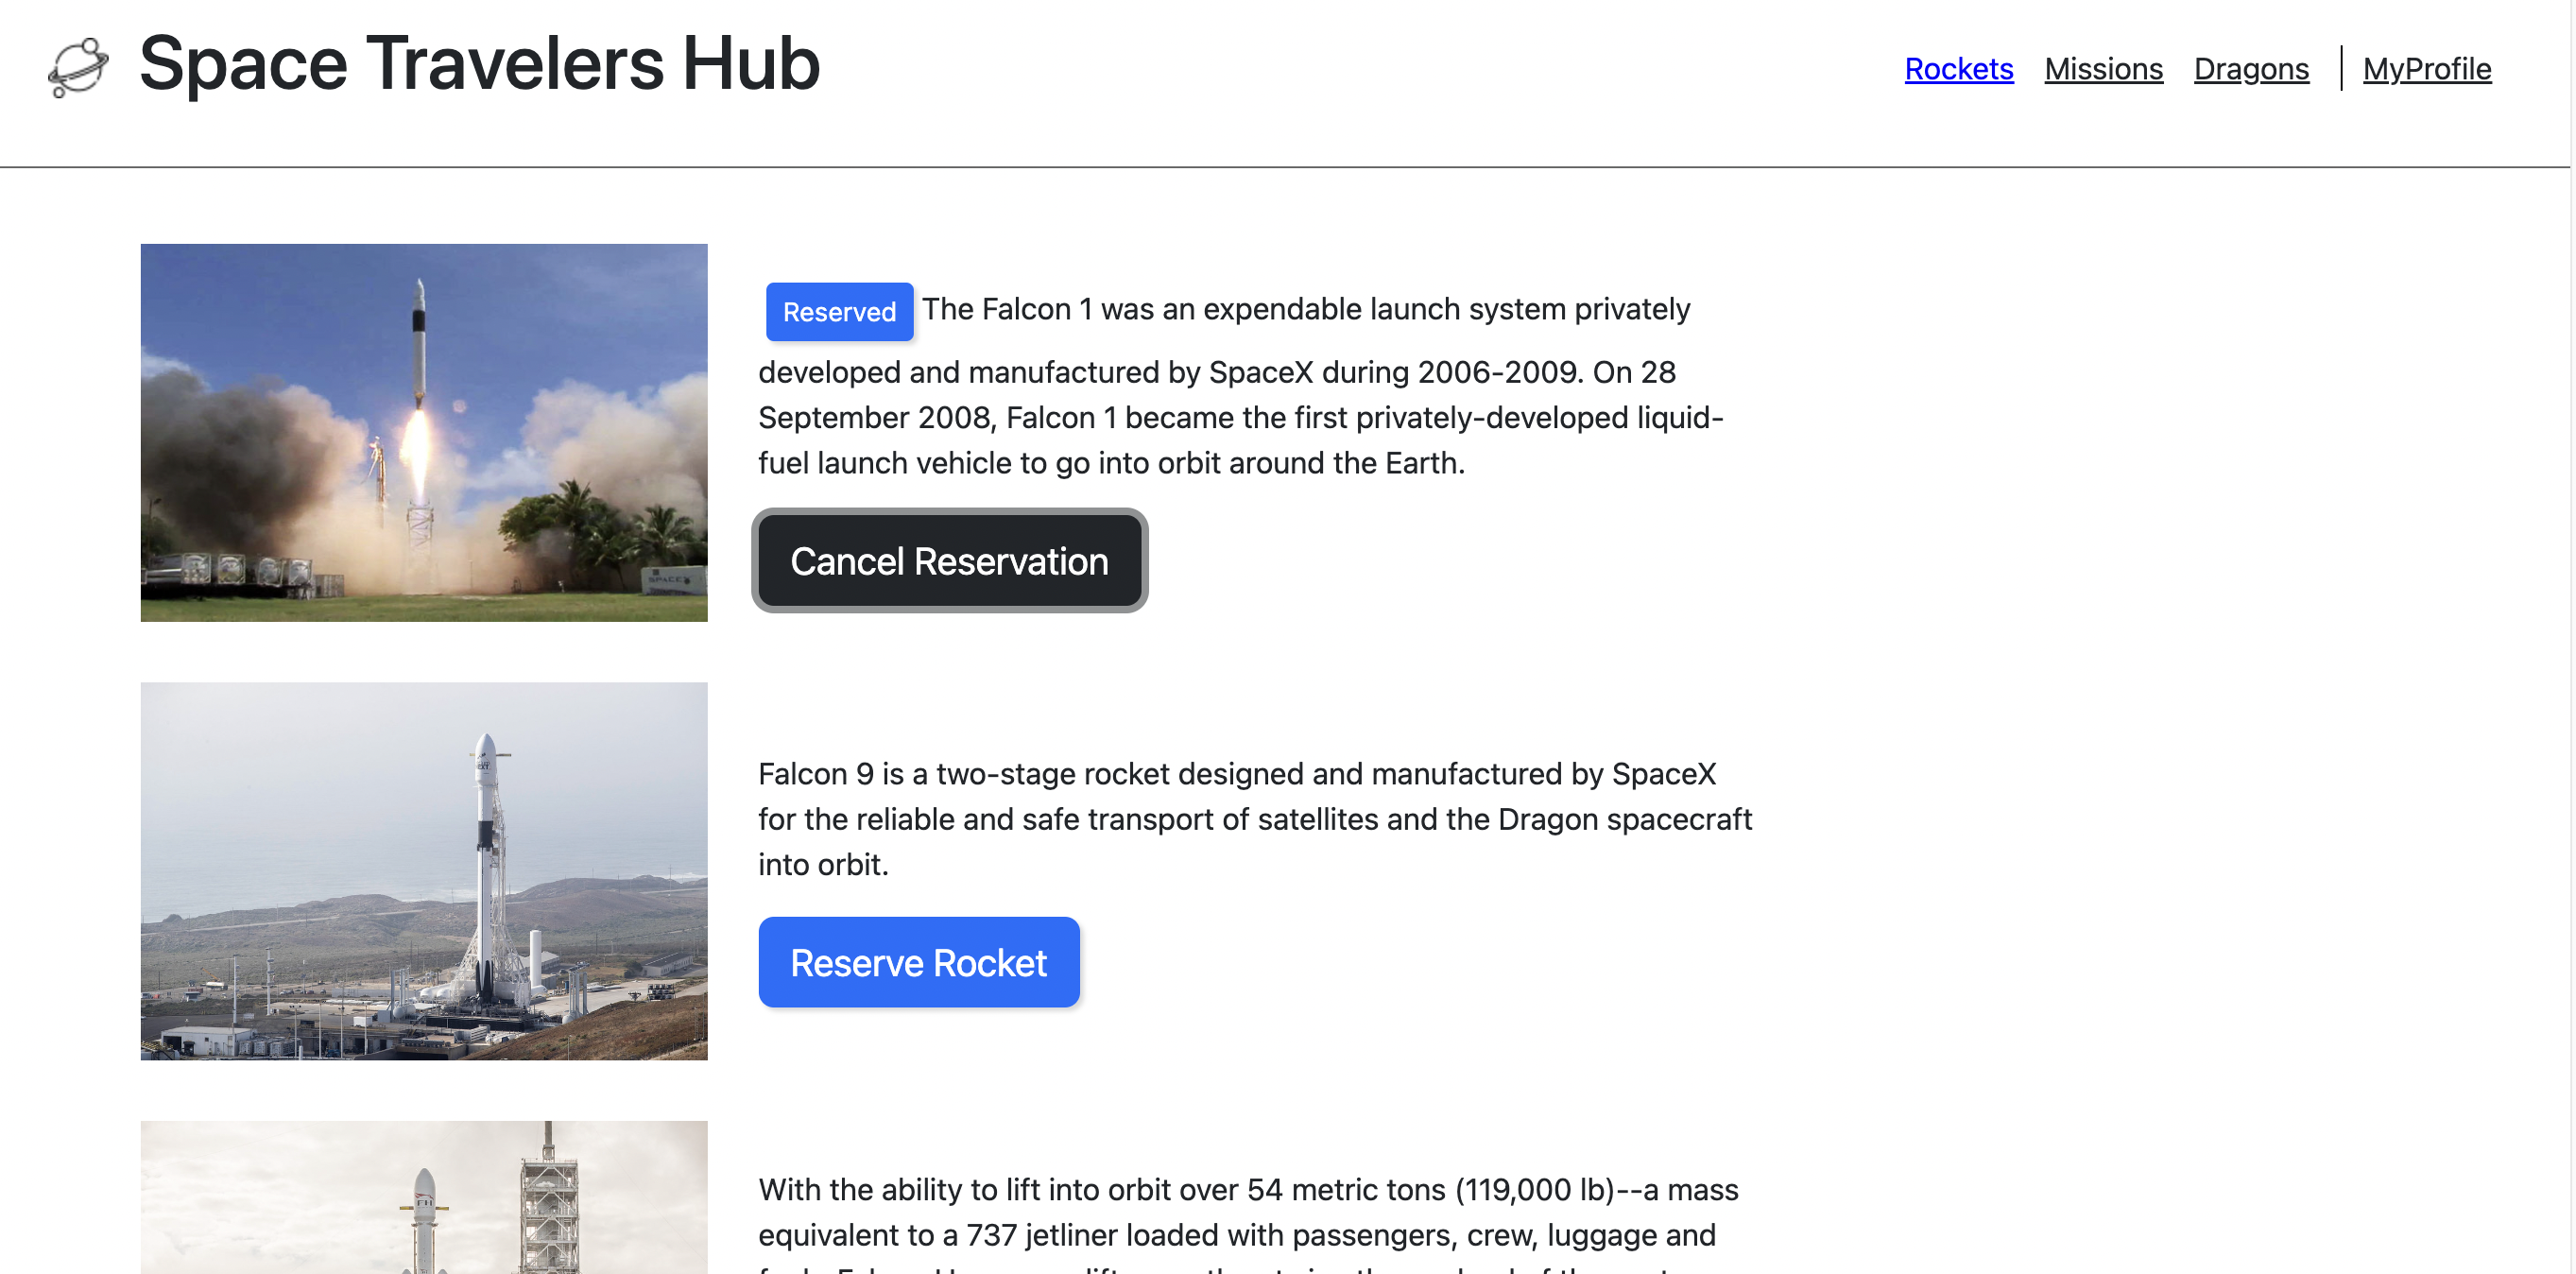 Space Travelers Hub
Rockets Missions Dragons MyProfile
Reserved The Falcon 1 was an expendable launch system privately
developed and manufactured by SpaceX during 2006-2009. On 28
September 2008, Falcon 1 became the first privately-developed liquid-
fuel launch vehicle to go into orbit around the Earth.
SPACEX
Cancel Reservation
Falcon 9 is a two-stage rocket designed and manufactured by SpaceX
for the reliable and safe transport of satellites and the Dragon spacecraft
into orbit.
Reserve Rocket
With the ability to lift into orbit over 54 metric tons (119,000 lb)--a mass
equivalent to a 737 jetliner loaded with passengers, crew, luggage and